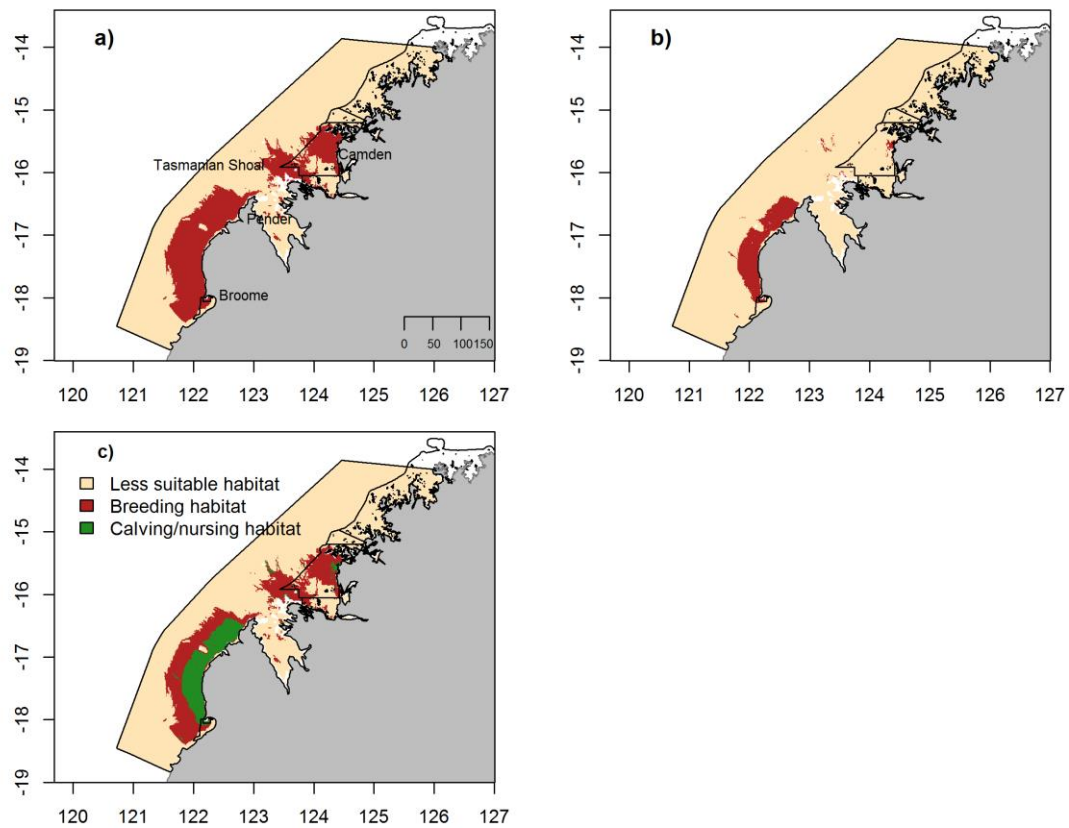 a)
-14
-15
-16
-17
-18
-19
Tasmanian Shoal
Camden
Pender
Broome
0 50 100 150
120 121 122 123 124 125 126 127
b)
-14
-15
-16
-17
-18
-19
120 121 122 123 124 125 126 127
c)
-14
-15
-16
-17
-18
-19
Less suitable habitat
Breeding habitat
Calving/nursing habitat
120 121 122 123 124 125 126 127